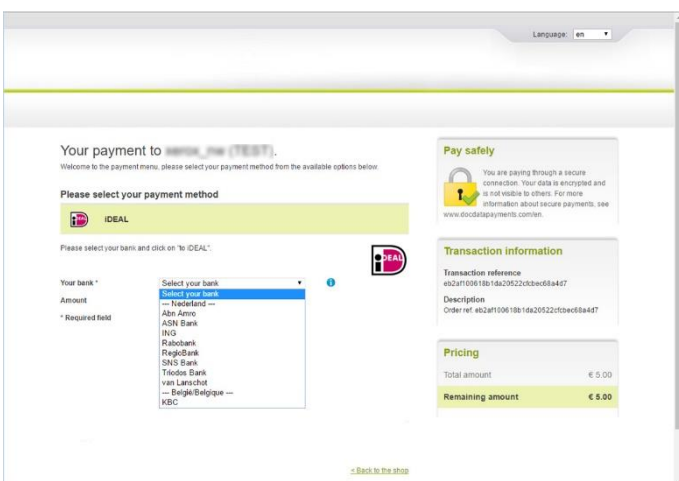 Language: en
Your payment to
Welcome to the payment menu, please select your payment method from the available options below.
Please select your payment method
iDEAL
Please select your bank and click on "to iDEAL".
iDEAL
Your bank *
Select your bank
Select your bank
--- Nederland ---
Abn Amro
ASN Bank
ING
Rabobank
RegioBank
SNS Bank
Triodos Bank
van Lanschot
--- België/Belgique ---
KBC
Amount
* Required field
Pay safely
You are paying through a secure
connection. Your data is encrypted and
is not visible to others. For more
information about secure payments, see
www.docdatapayments.com/en.
Transaction information
Transaction reference
eb2af100618b1da20522cfcbec68a4d7
Description
Order ref. eb2af100618b1da20522cfcbec68a4d7
Pricing
Total amount € 5.00
Remaining amount € 5.00
< Back to the shop